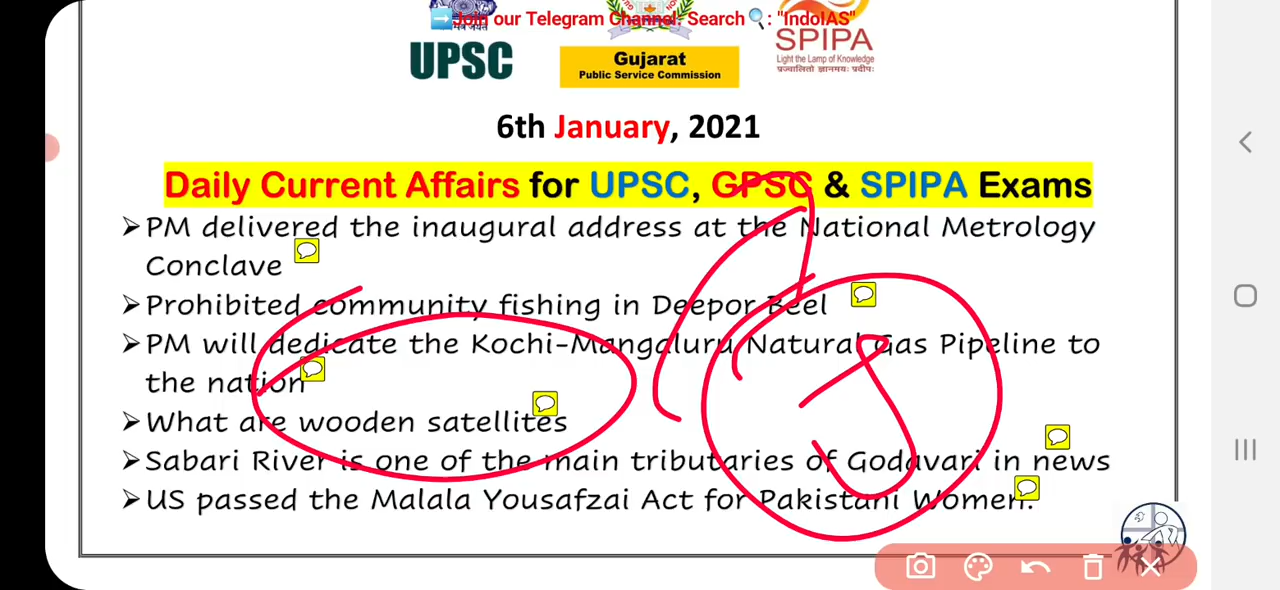 ➡Join our Telegram Channel: Search🔍: "IndoIAS"
UPSC
Gujarat
Public Service Commission
SPIPA
Light the Lamp of Knowledge
प्रज्वालितो ज्ञानमयः प्रदीपः
6th January, 2021
Daily Current Affairs for UPSC, GPSC & SPIPA Exams
➢PM delivered the inaugural address at the National Metrology
Conclave
➢Prohibited community fishing in Deepor Beel
➢PM will dedicate the Kochi-Mangaluru Natural Gas Pipeline to
the nation
➢What are wooden satellites
➢Sabari River is one of the main tributaries of Godavari in news
➢US passed the Malala Yousafzai Act for Pakistani Women.